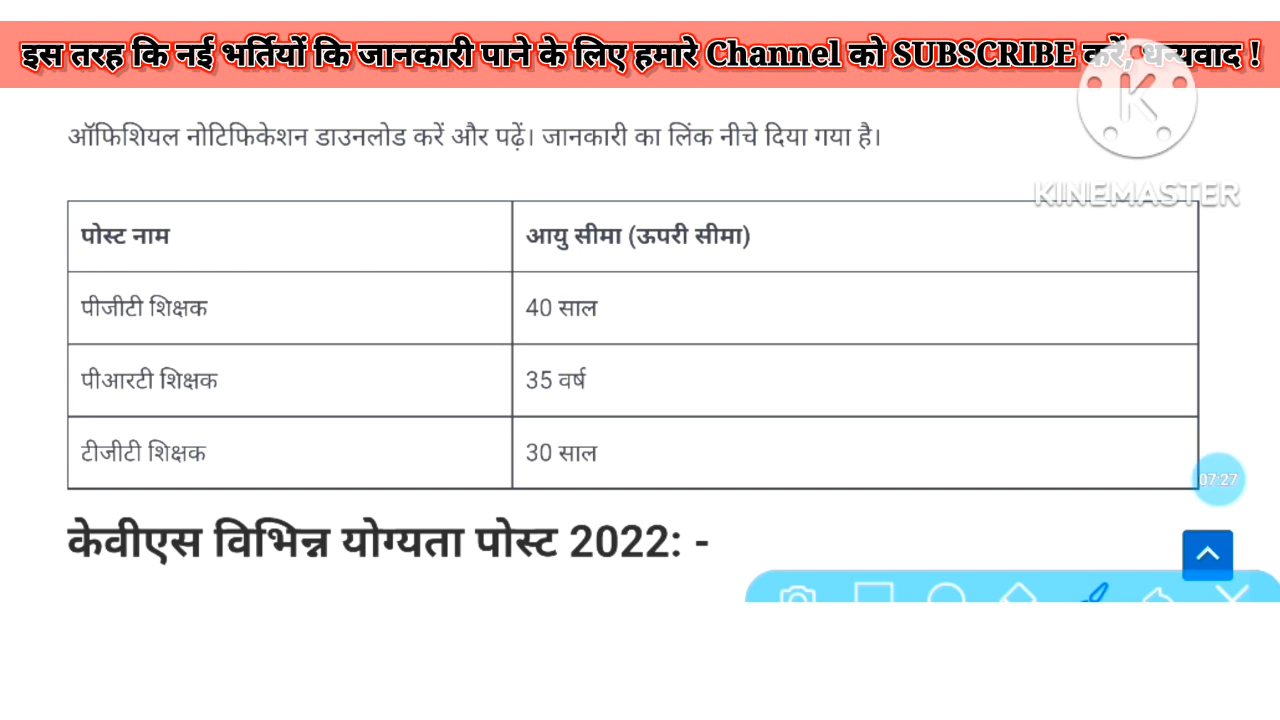 इस तरह कि नई भर्तियों कि जानकारी पाने के लिए हमारे Channel को SUBSCRIBE करें, धन्यवाद !
ऑफिशियल नोटिफिकेशन डाउनलोड करें और पढ़ें। जानकारी का लिंक नीचे दिया गया है।
KINEMASTER
पोस्ट नाम आयु सीमा (ऊपरी सीमा)
पीजीटी शिक्षक 40 साल
पीआरटी शिक्षक 35 वर्ष
टीजीटी शिक्षक 30 साल
07:27
केवीएस विभिन्न योग्यता पोस्ट 2022: -